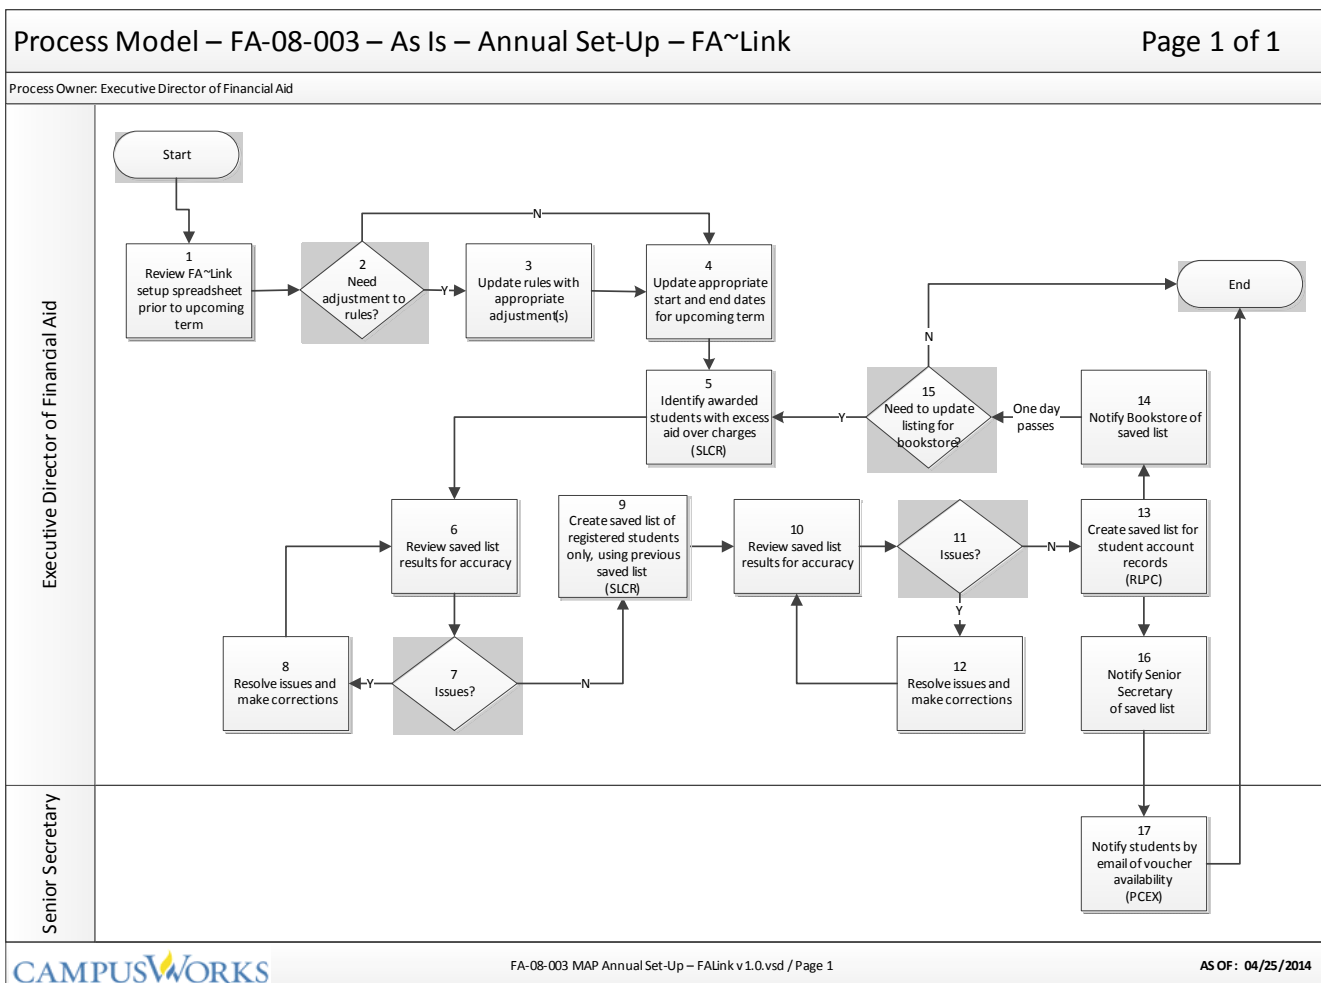 Process Model – FA-08-003 – As Is – Annual Set-Up – FA~Link
Page 1 of 1
Process Owner: Executive Director of Financial Aid
Executive Director of Financial Aid
Start
1
Review FA~Link
setup spreadsheet
prior to upcoming
term
2
Need
adjustment to
rules?
N
Y
3
Update rules with
appropriate
adjustment(s)
4
Update appropriate
start and end dates
for upcoming term
End
5
Identify awarded
students with excess
aid over charges
(SLCR)
Y
N
15
Need to update
listing for
bookstore?
One day
passes
14
Notify Bookstore of
saved list
6
Review saved list
results for accuracy
9
Create saved list of
registered students
only, using previous
saved list
(SLCR)
10
Review saved list
results for accuracy
11
Issues?
N
Y
13
Create saved list for
student account
records
(RLPC)
8
Resolve issues and
make corrections
Y
7
Issues?
N
12
Resolve issues and
make corrections
16
Notify Senior
Secretary
of saved list
Senior Secretary
17
Notify students by
email of voucher
availability
(PCEX)
CAMPUSWORKS
FA-08-003 MAP Annual Set-Up – FALink v1.0.vsd / Page 1
AS OF: 04/25/2014